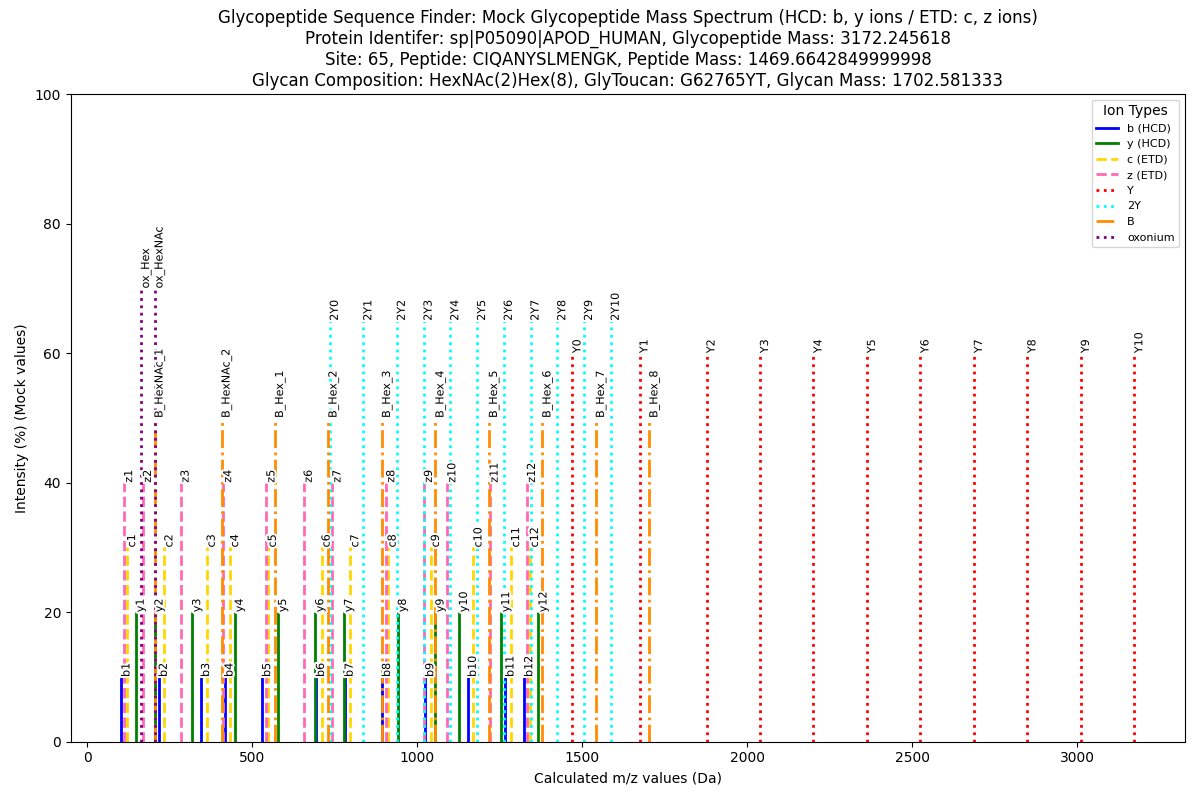 Glycopeptide Sequence Finder: Mock Glycopeptide Mass Spectrum (HCD: b, y ions / ETD: c, z ions)
Protein Identifer: sp|P05090|APOD_HUMAN, Glycopeptide Mass: 3172.245618
Site: 65, Peptide: CIQANYSLMENGK, Peptide Mass: 1469.6642849999998
Glycan Composition: HexNAc(2)Hex(8), GlyToucan: G62765YT, Glycan Mass: 1702.581333
Intensity (%) (Mock values)
100
80
60
40
20
0
Ion Types
b (HCD)
y (HCD)
c (ETD)
z (ETD)
Y
2Y
B
oxonium
ox_Hex
ox_HexNAc
2Y0
2Y1
2Y2
2Y3
2Y4
2Y5
2Y6
2Y7
2Y8
2Y9
2Y10
Y0
Y1
Y2
Y3
Y4
Y5
Y6
Y7
Y8
Y9
Y10
B_HexNAc_1
B_HexNAc_2
B_Hex_1
B_Hex_2
B_Hex_3
B_Hex_4
B_Hex_5
B_Hex_6
B_Hex_7
B_Hex_8
z1
z2
z3
z4
z5
z6
z7
z8
z9
z10
z11
z12
c1
c2
c3
c4
c5
c6
c7
c8
c9
c10
c11
c12
y1
y2
y3
y4
y5
y6
y7
y8
y9
y10
y11
y12
b1
b2
b3
b4
b5
b6
b7
b8
b9
b10
b11
b12
0
500
1000
1500
2000
2500
3000
Calculated m/z values (Da)